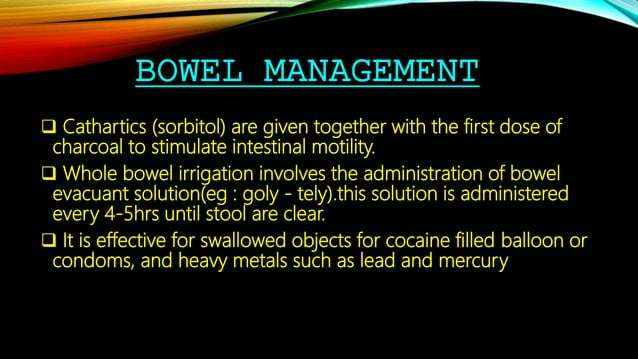 BOWEL MANAGEMENT
❑ Cathartics (sorbitol) are given together with the first dose of
charcoal to stimulate intestinal motility.
❑ Whole bowel irrigation involves the administration of bowel
evacuant solution(eg : goly - tely).this solution is administered
every 4-5hrs until stool are clear.
❑ It is effective for swallowed objects for cocaine filled balloon or
condoms, and heavy metals such as lead and mercury